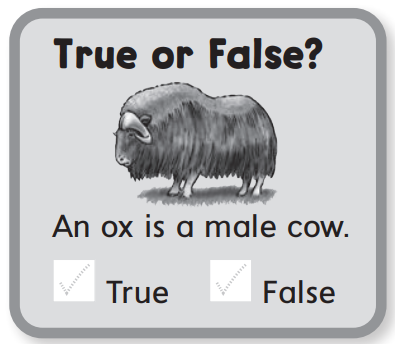 True or False?
An ox is a male cow.
True False